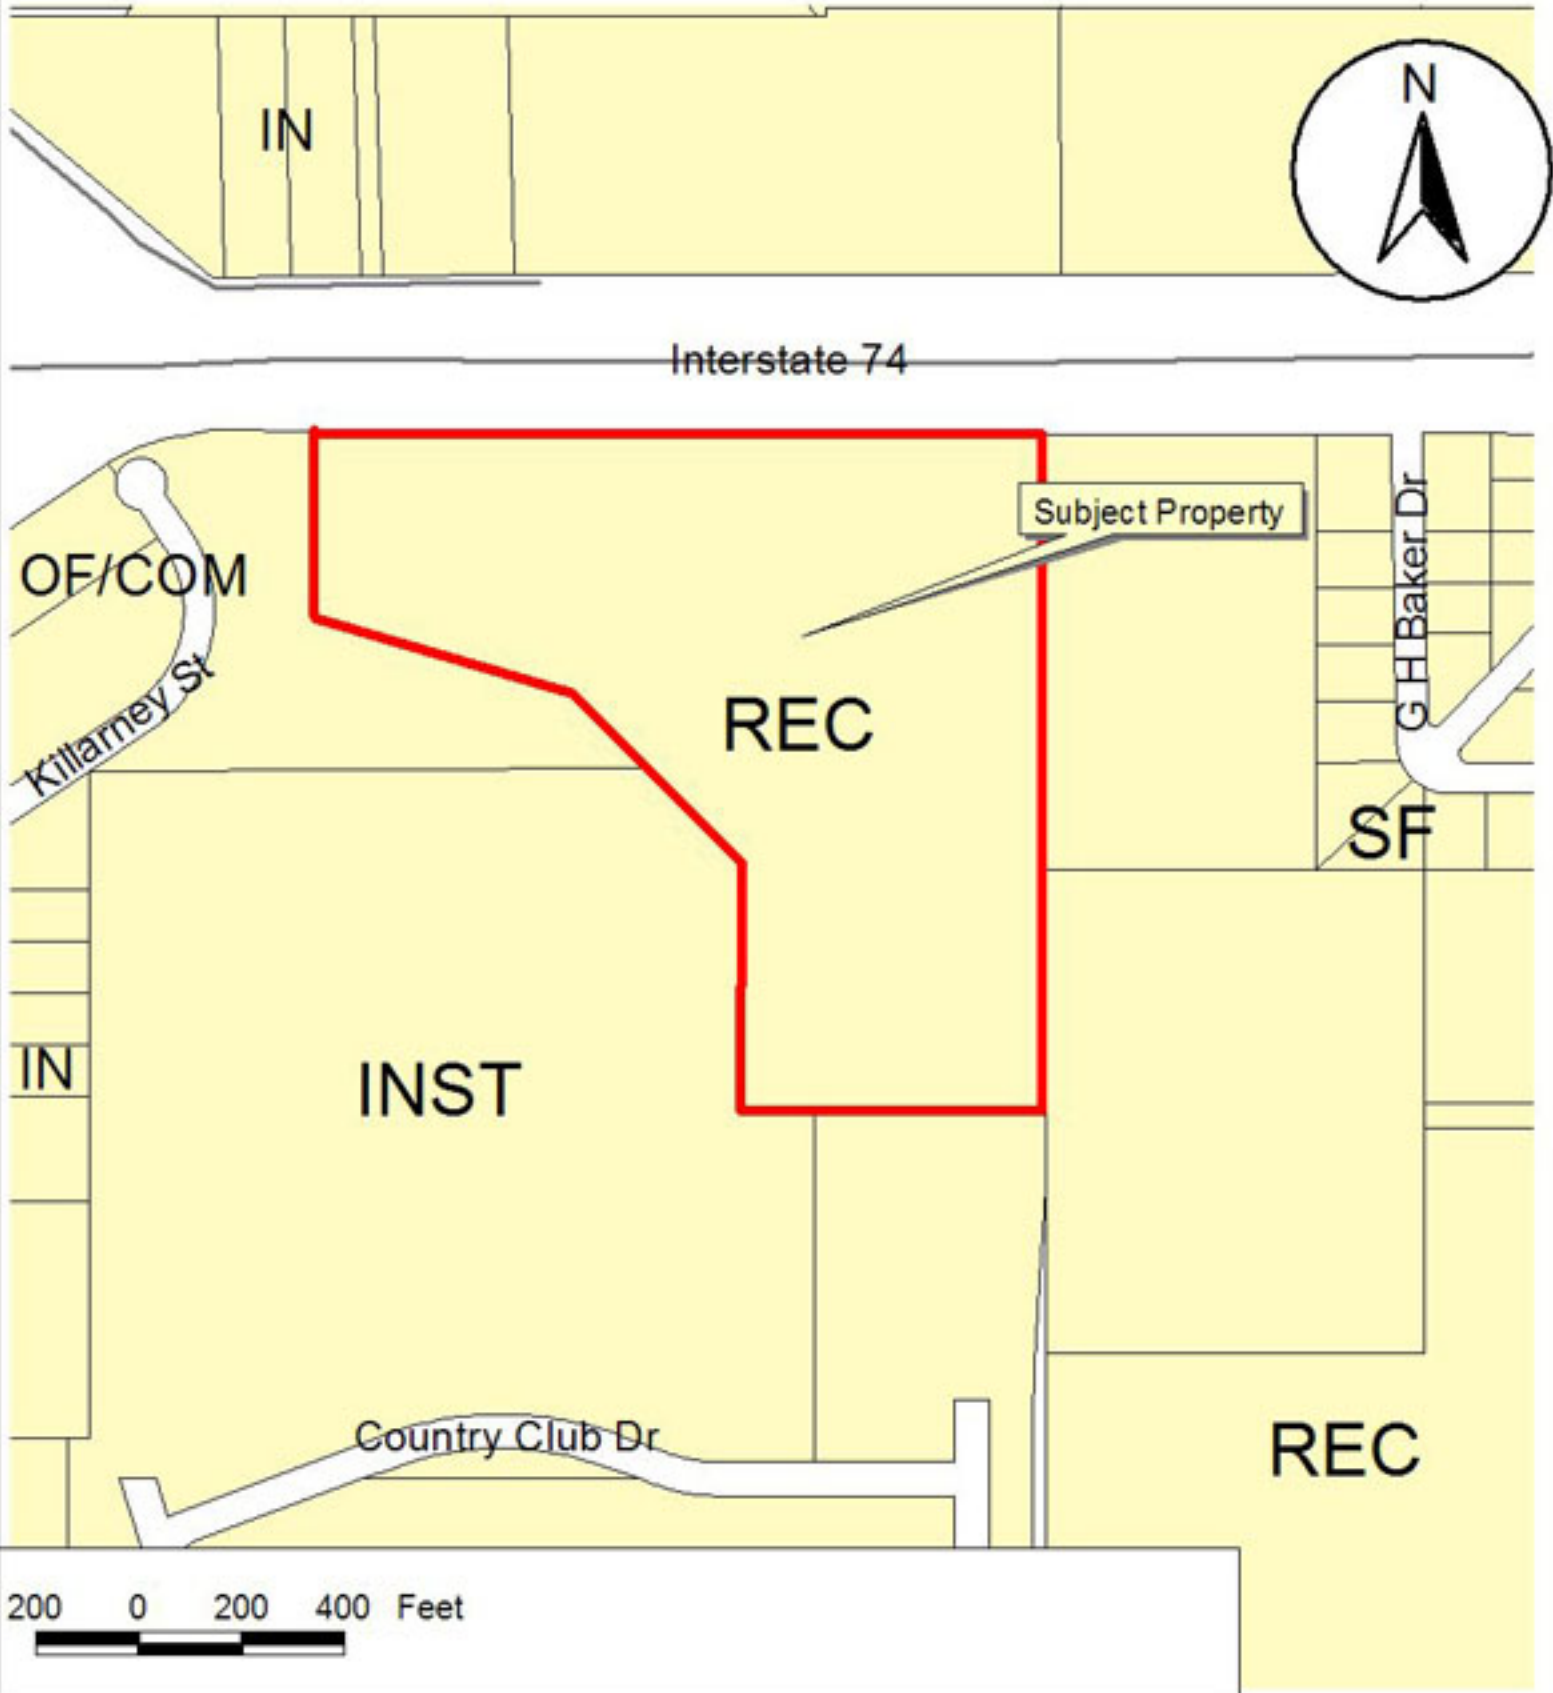 N
IN
Interstate 74
Subject Property
OF/COM
G H Baker Dr
Killarney St
REC
SF
IN
INST
Country Club Dr
REC
200 0 200 400 Feet